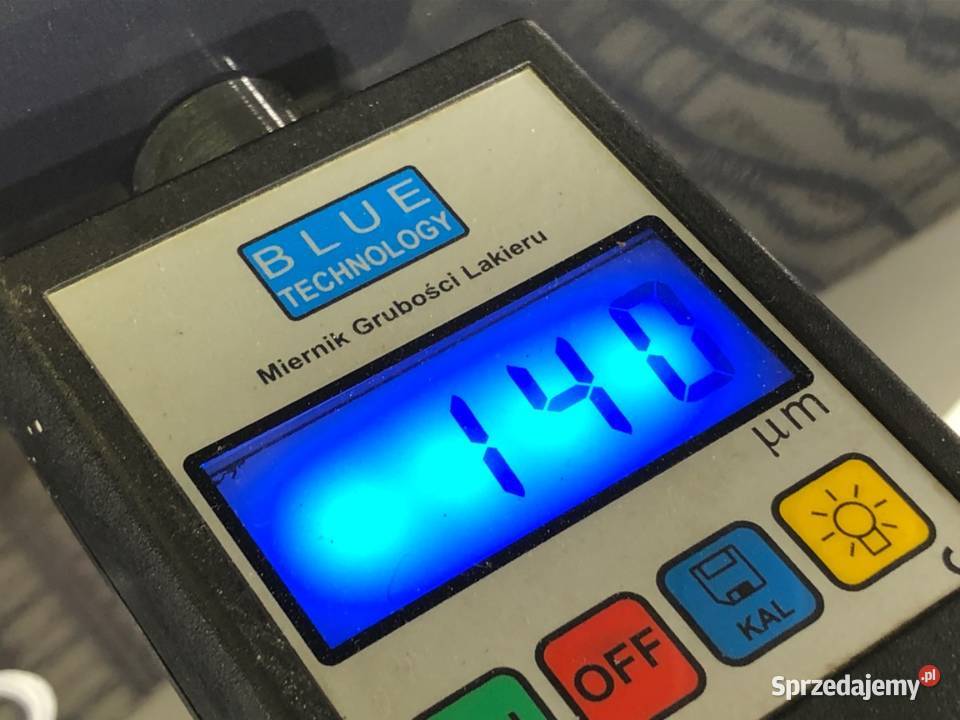 BLUE
TECHNOLOGY
Miernik Grubości Lakieru
140
µm
KAL
OFF
Sprzedajemy.pl